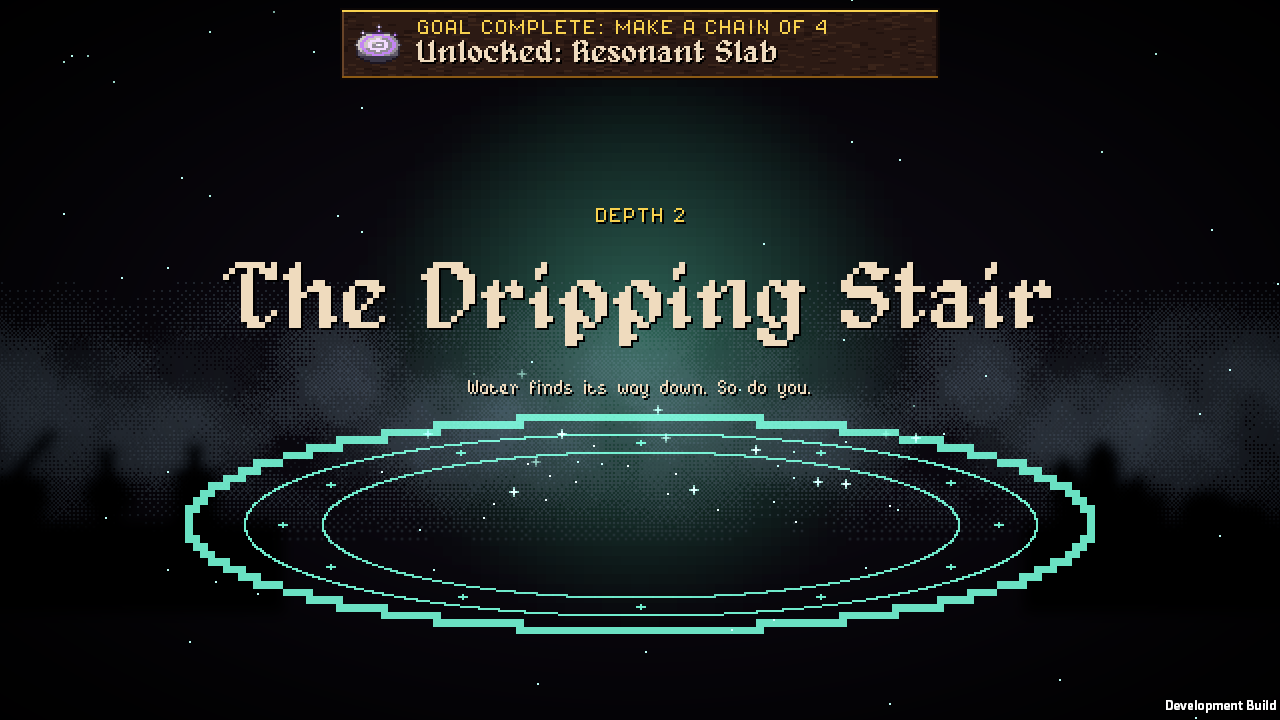 GOAL COMPLETE: MAKE A CHAIN OF 4
Unlocked: Resonant Slab
DEPTH 2
The Dripping Stair
Water finds its way down. So do you.
Development Build